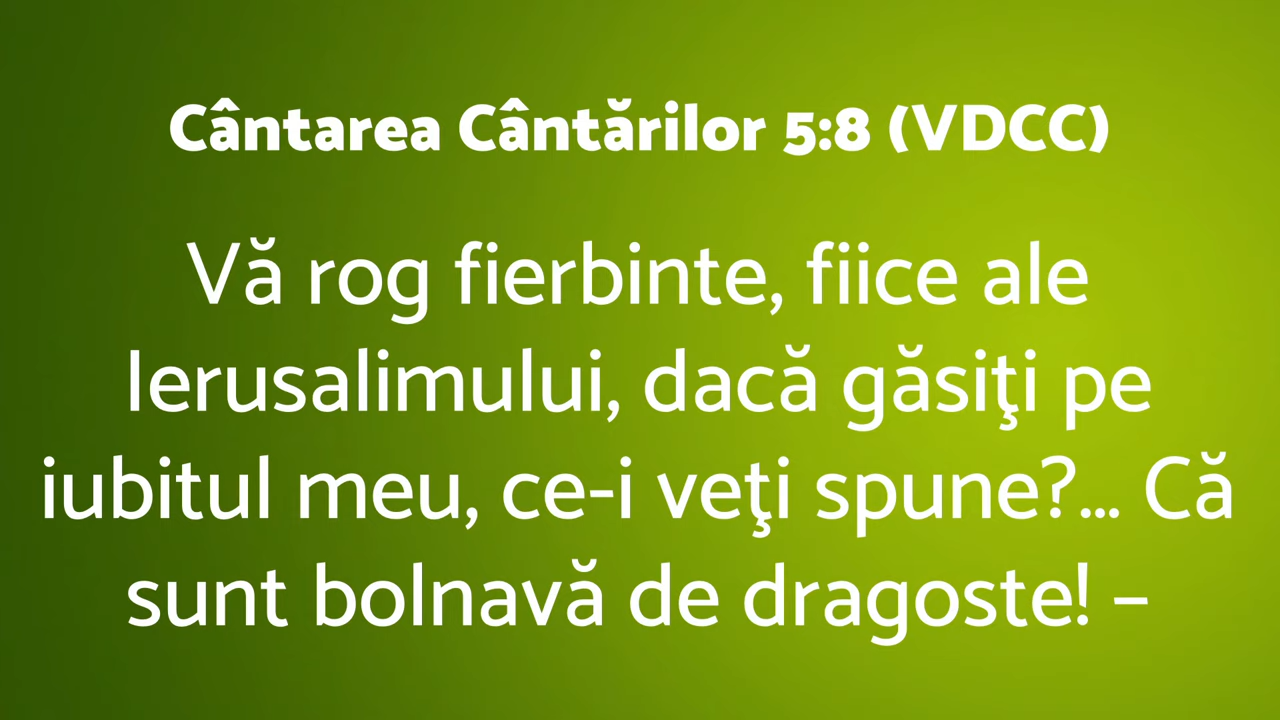 Cântarea Cântărilor 5:8 (VDCC)
Vă rog fierbinte, fiice ale
Ierusalimului, dacă găsiţi pe
iubitul meu, ce-i veţi spune?... Că
sunt bolnavă de dragoste! –